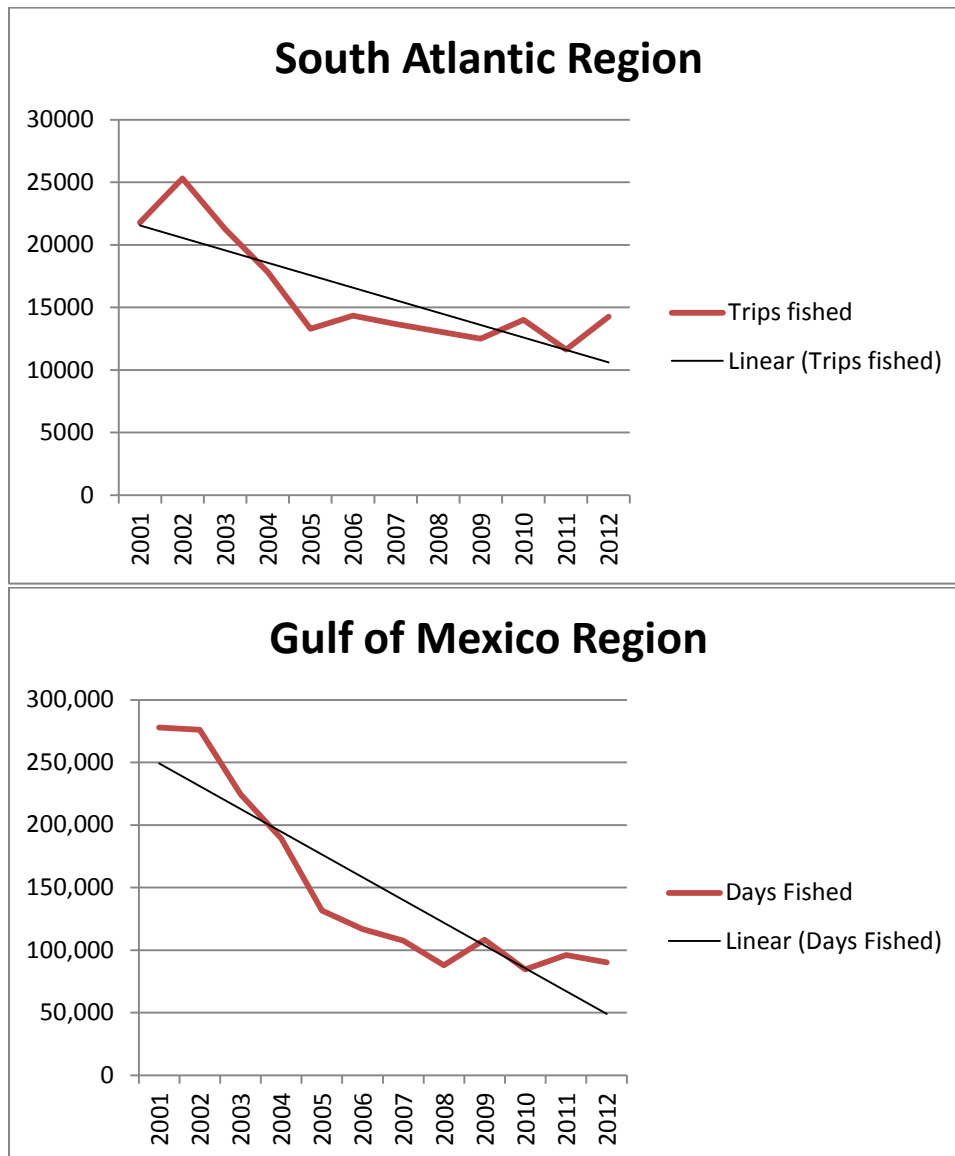 South Atlantic Region
30000
25000
20000
15000
10000
5000
0
2001 2002 2003 2004 2005 2006 2007 2008 2009 2010 2011 2012
Trips fished
Linear (Trips fished)
Gulf of Mexico Region
300,000
250,000
200,000
150,000
100,000
50,000
0
2001 2002 2003 2004 2005 2006 2007 2008 2009 2010 2011 2012
Days Fished
Linear (Days Fished)